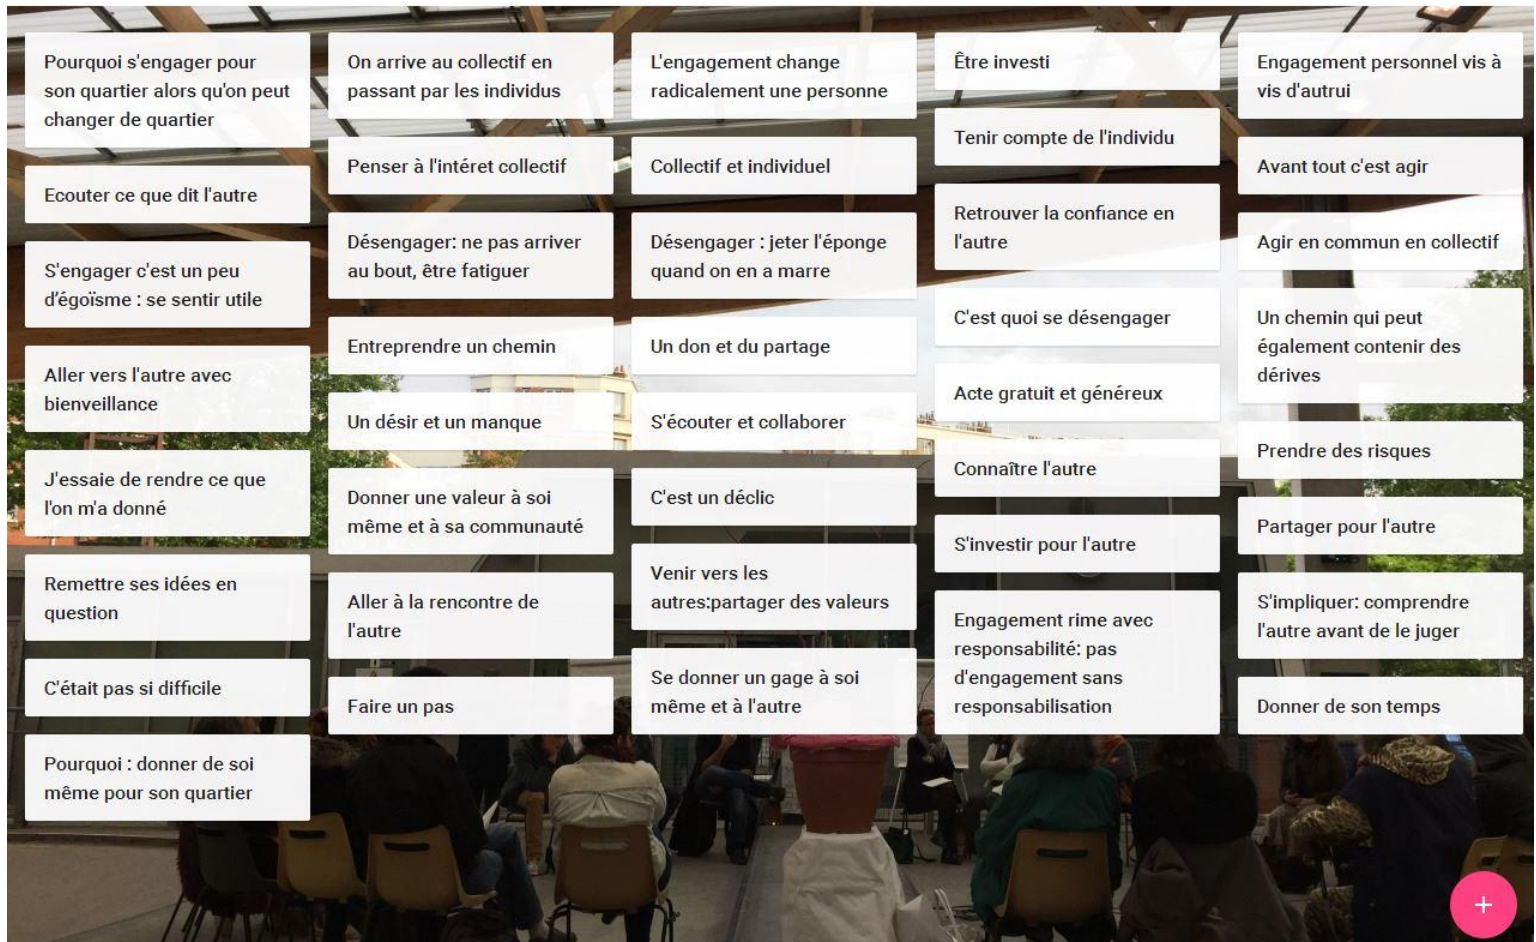 Pourquoi s'engager pour
son quartier alors qu'on peut
changer de quartier
Ecouter ce que dit l'autre
S'engager c'est un peu
d'égoïsme : se sentir utile
Aller vers l'autre avec
bienveillance
J'essaie de rendre ce que
l'on m'a donné
Remettre ses idées en
question
C'était pas si difficile
Pourquoi : donner de soi
même pour son quartier
On arrive au collectif en
passant par les individus
Penser à l'intéret collectif
Désengager: ne pas arriver
au bout, être fatiguer
Entreprendre un chemin
Un désir et un manque
Donner une valeur à soi
même et à sa communauté
Aller à la rencontre de
l'autre
Faire un pas
L'engagement change
radicalement une personne
Collectif et individuel
Désengager : jeter l'éponge
quand on en a marre
Un don et du partage
S'écouter et collaborer
C'est un déclic
Venir vers les
autres:partager des valeurs
Se donner un gage à soi
même et à l'autre
Être investi
Tenir compte de l'individu
Retrouver la confiance en
l'autre
C'est quoi se désengager
Acte gratuit et généreux
Connaître l'autre
S'investir pour l'autre
Engagement rime avec
responsabilité: pas
d'engagement sans
responsabilisation
Engagement personnel vis à
vis d'autrui
Avant tout c'est agir
Agir en commun en collectif
Un chemin qui peut
également contenir des
dérives
Prendre des risques
Partager pour l'autre
S'impliquer: comprendre
l'autre avant de le juger
Donner de son temps
+